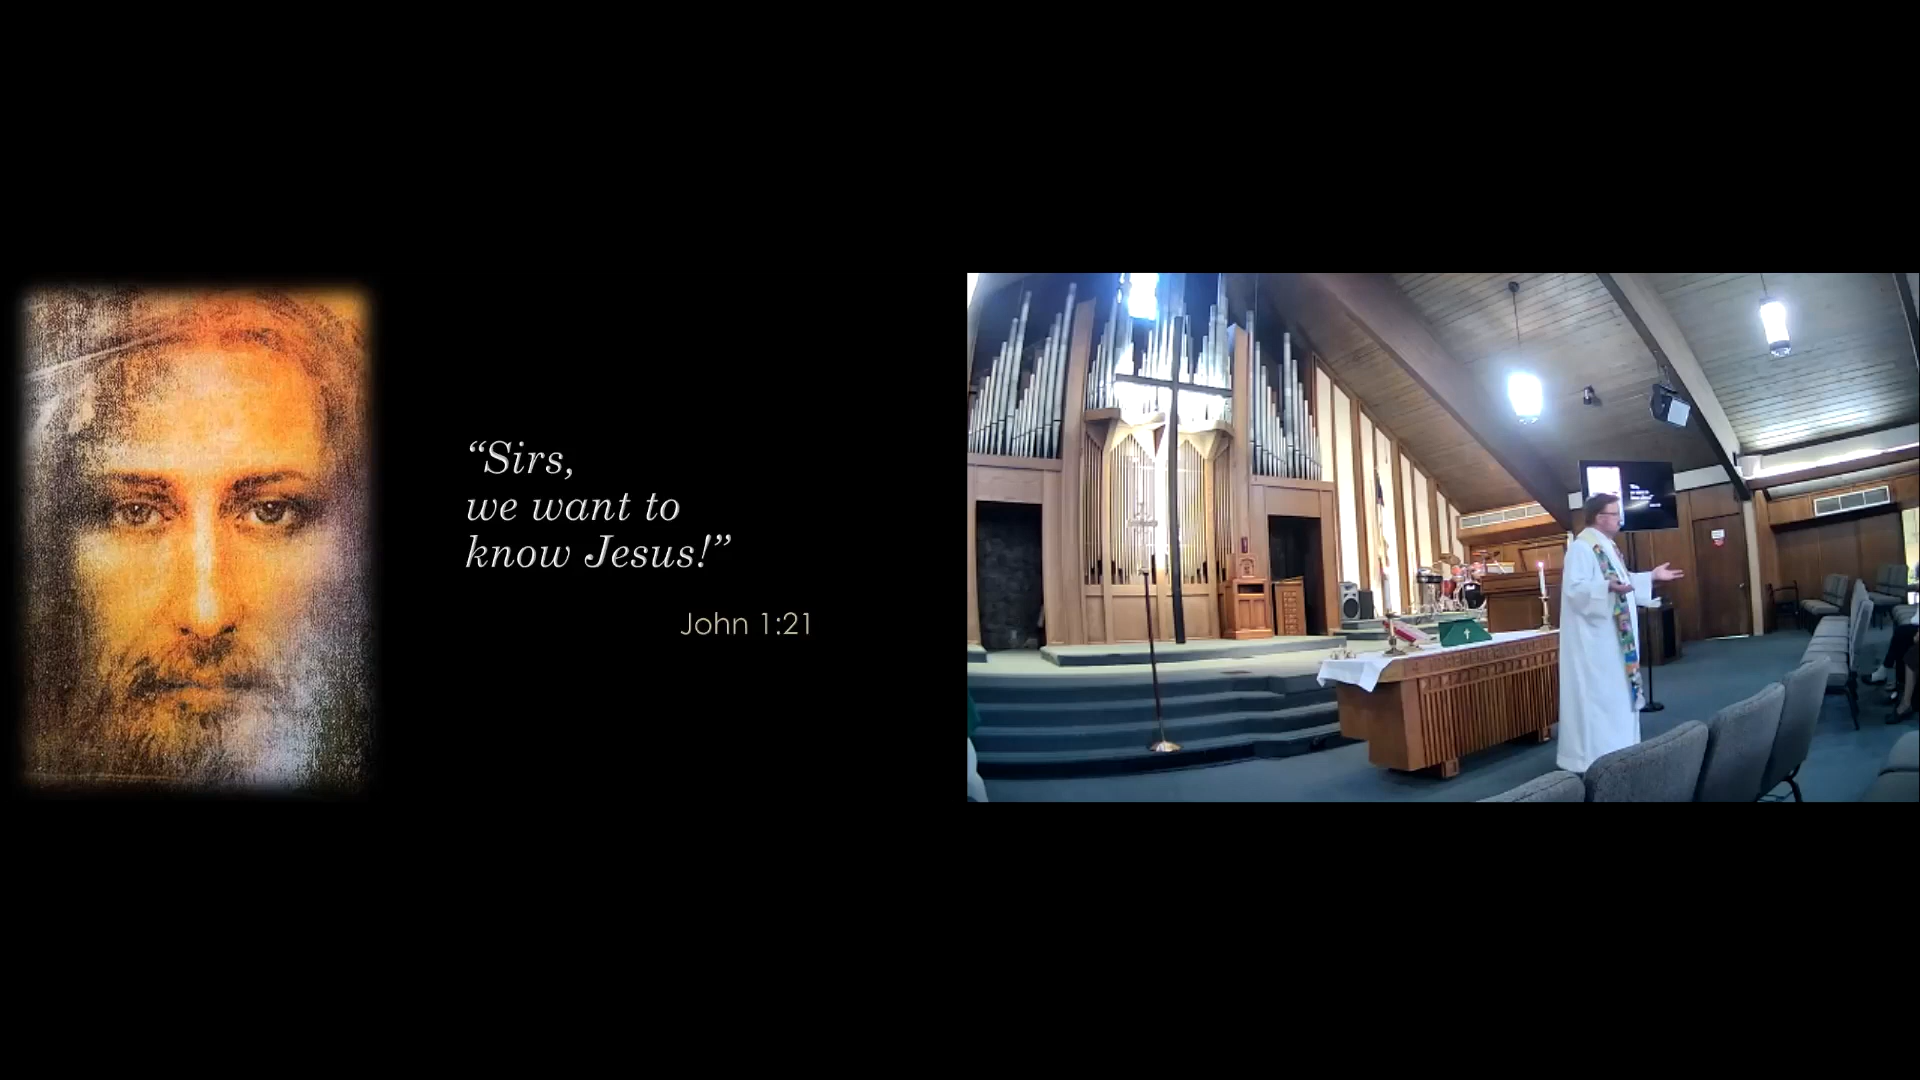 “Sirs,
we want to
know Jesus!”
John 1:21